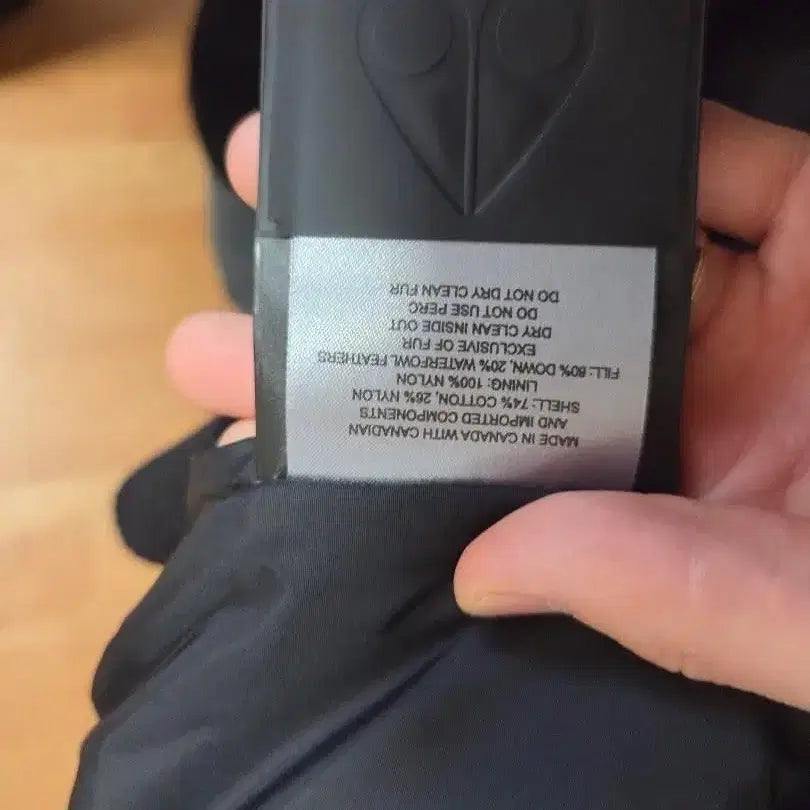 MADE IN CANADA WITH CANADIAN
AND IMPORTED COMPONENTS
SHELL: 74% COTTON, 26% NYLON
LINING: 100% NYLON
FILL: 80% DOWN, 20% WATERFOWL FEATHERS
EXCLUSIVE OF FUR
DRY CLEAN INSIDE OUT
DO NOT USE PERC
DO NOT DRY CLEAN FUR